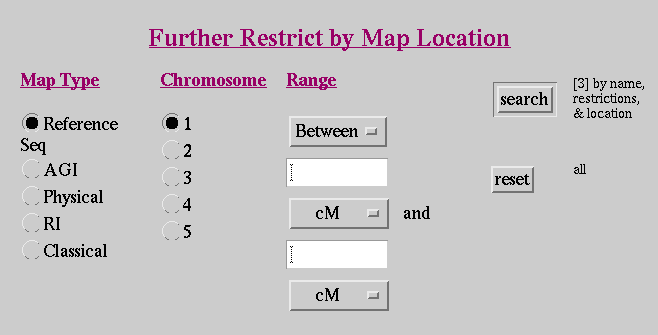 Further Restrict by Map Location
Map Type
Chromosome
Range
Reference
Seq
AGI
Physical
RI
Classical
1
2
3
4
5
Between
cM
and
cM
search
[3] by name,
restrictions,
& location
reset
all